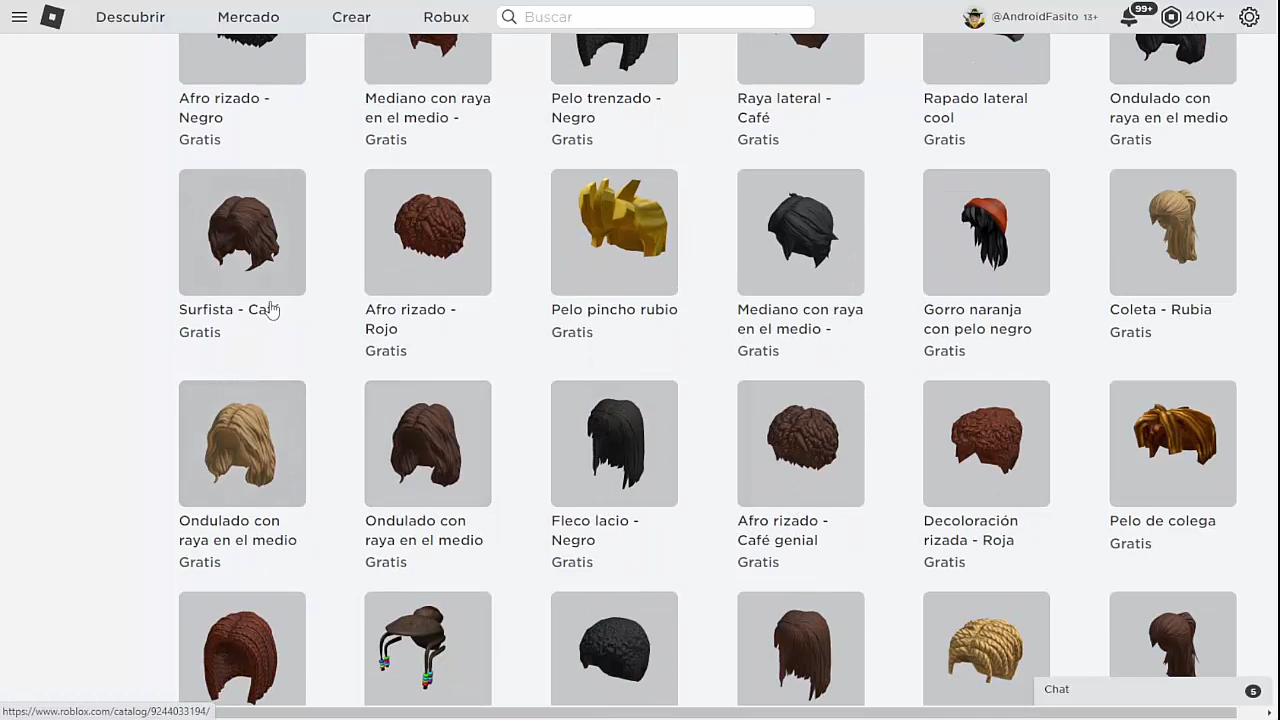 Descubrir
Mercado
Crear
Robux
Buscar
@AndroidFasito 13+
99+
40K+
Afro rizado -
Negro
Gratis
Mediano con raya
en el medio -
Gratis
Pelo trenzado -
Negro
Gratis
Raya lateral -
Café
Gratis
Rapado lateral
cool
Gratis
Ondulado con
raya en el medio
Gratis
Surfista - Café
Gratis
Afro rizado -
Rojo
Gratis
Pelo pincho rubio
Gratis
Mediano con raya
en el medio -
Gratis
Gorro naranja
con pelo negro
Gratis
Coleta - Rubia
Gratis
Ondulado con
raya en el medio
Gratis
Ondulado con
raya en el medio
Gratis
Fleco lacio -
Negro
Gratis
Afro rizado -
Café genial
Gratis
Decoloración
rizada - Roja
Gratis
Pelo de colega
Gratis
Chat
5
https://www.roblox.com/catalog/9244033194/